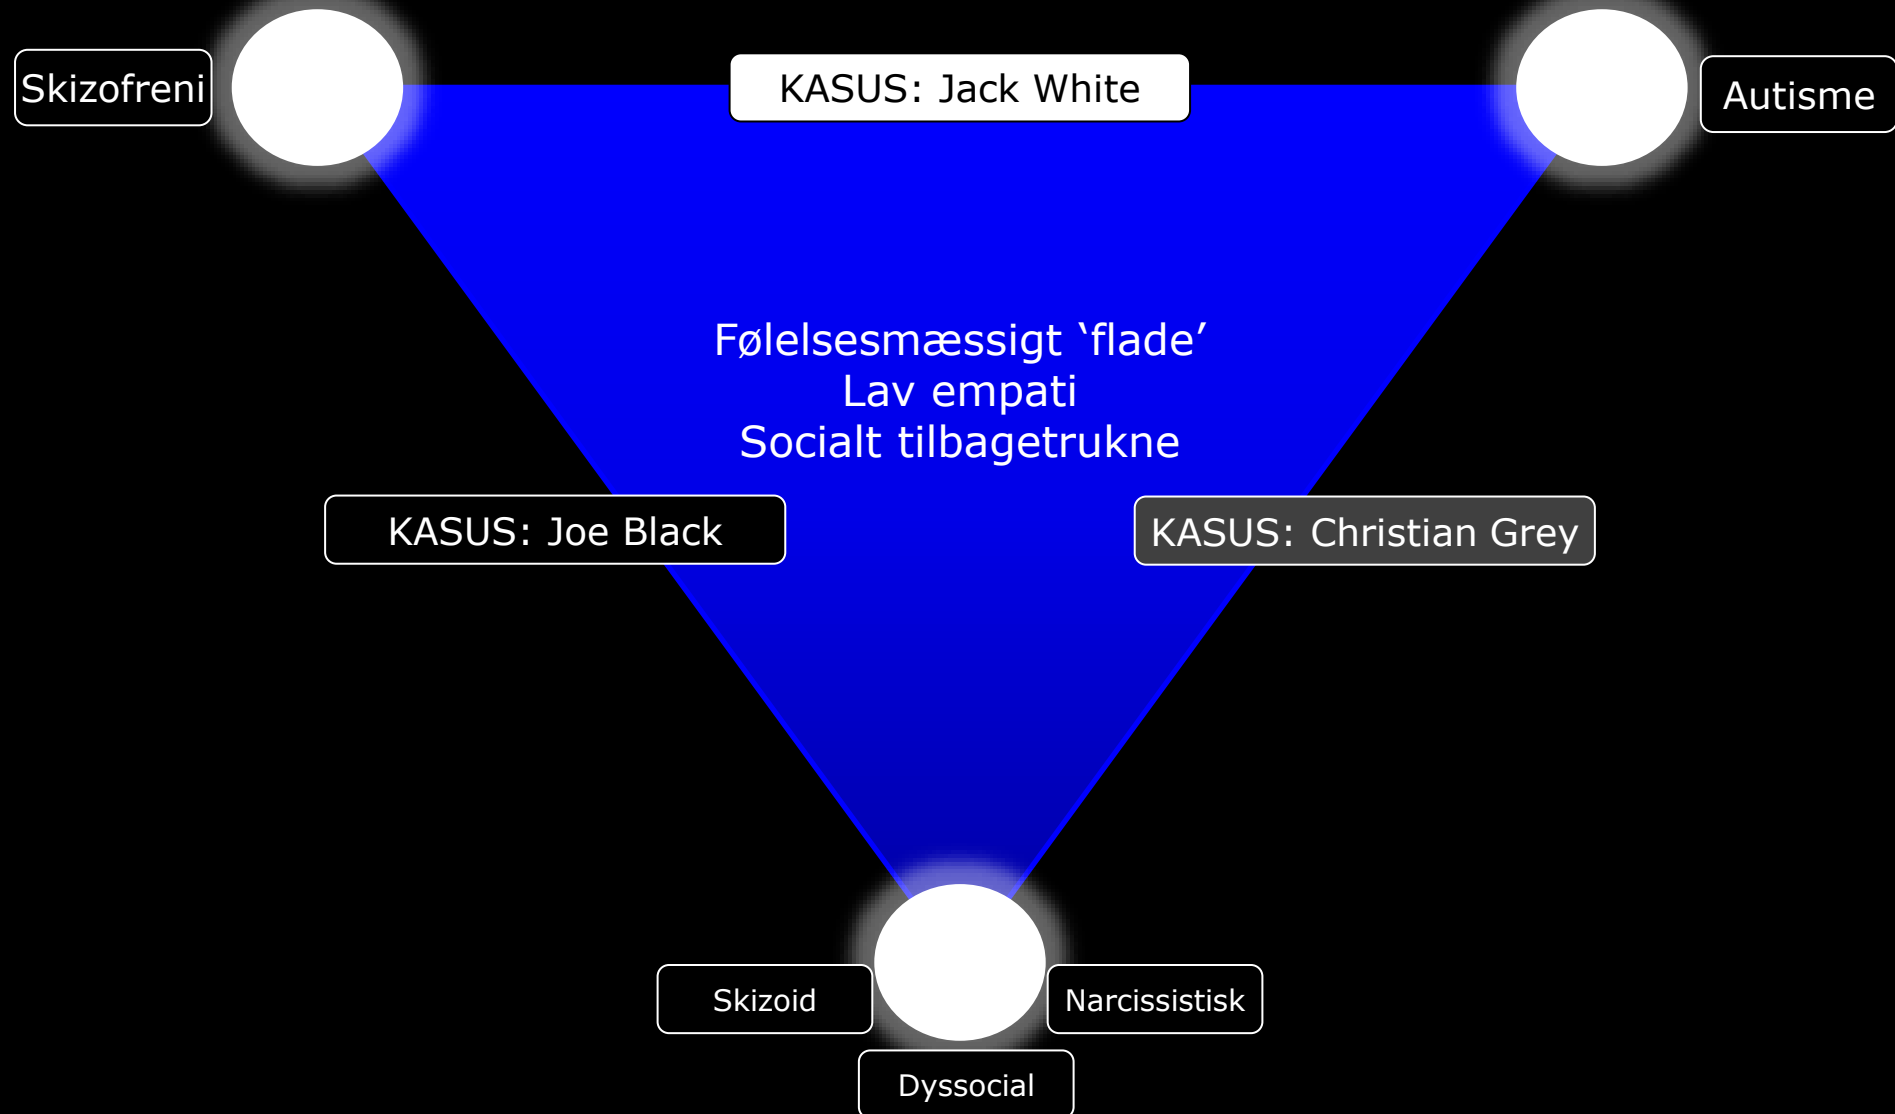 Skizofreni
KASUS: Jack White
Autisme
Følelsesmæssigt ‘flade’
Lav empati
Socialt tilbagetrukne
KASUS: Joe Black
KASUS: Christian Grey
Skizoid
Narcissistisk
Dyssocial